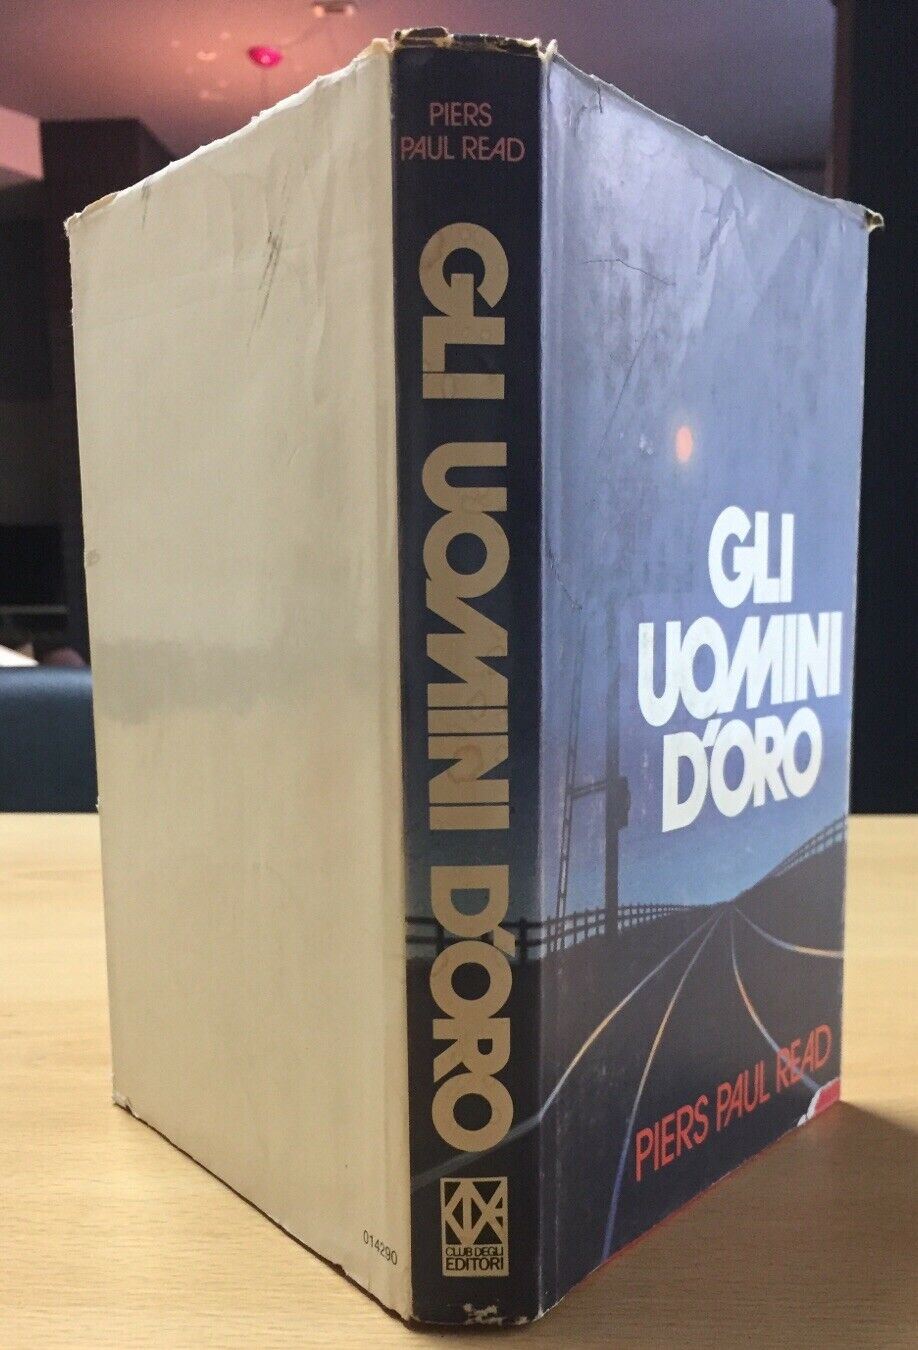 PIERS
PAUL READ
GLI UOMINI D'ORO
CLUB DEGLI
EDITORI
014290
GLI
UOMINI
D'ORO
PIERS PAUL READ